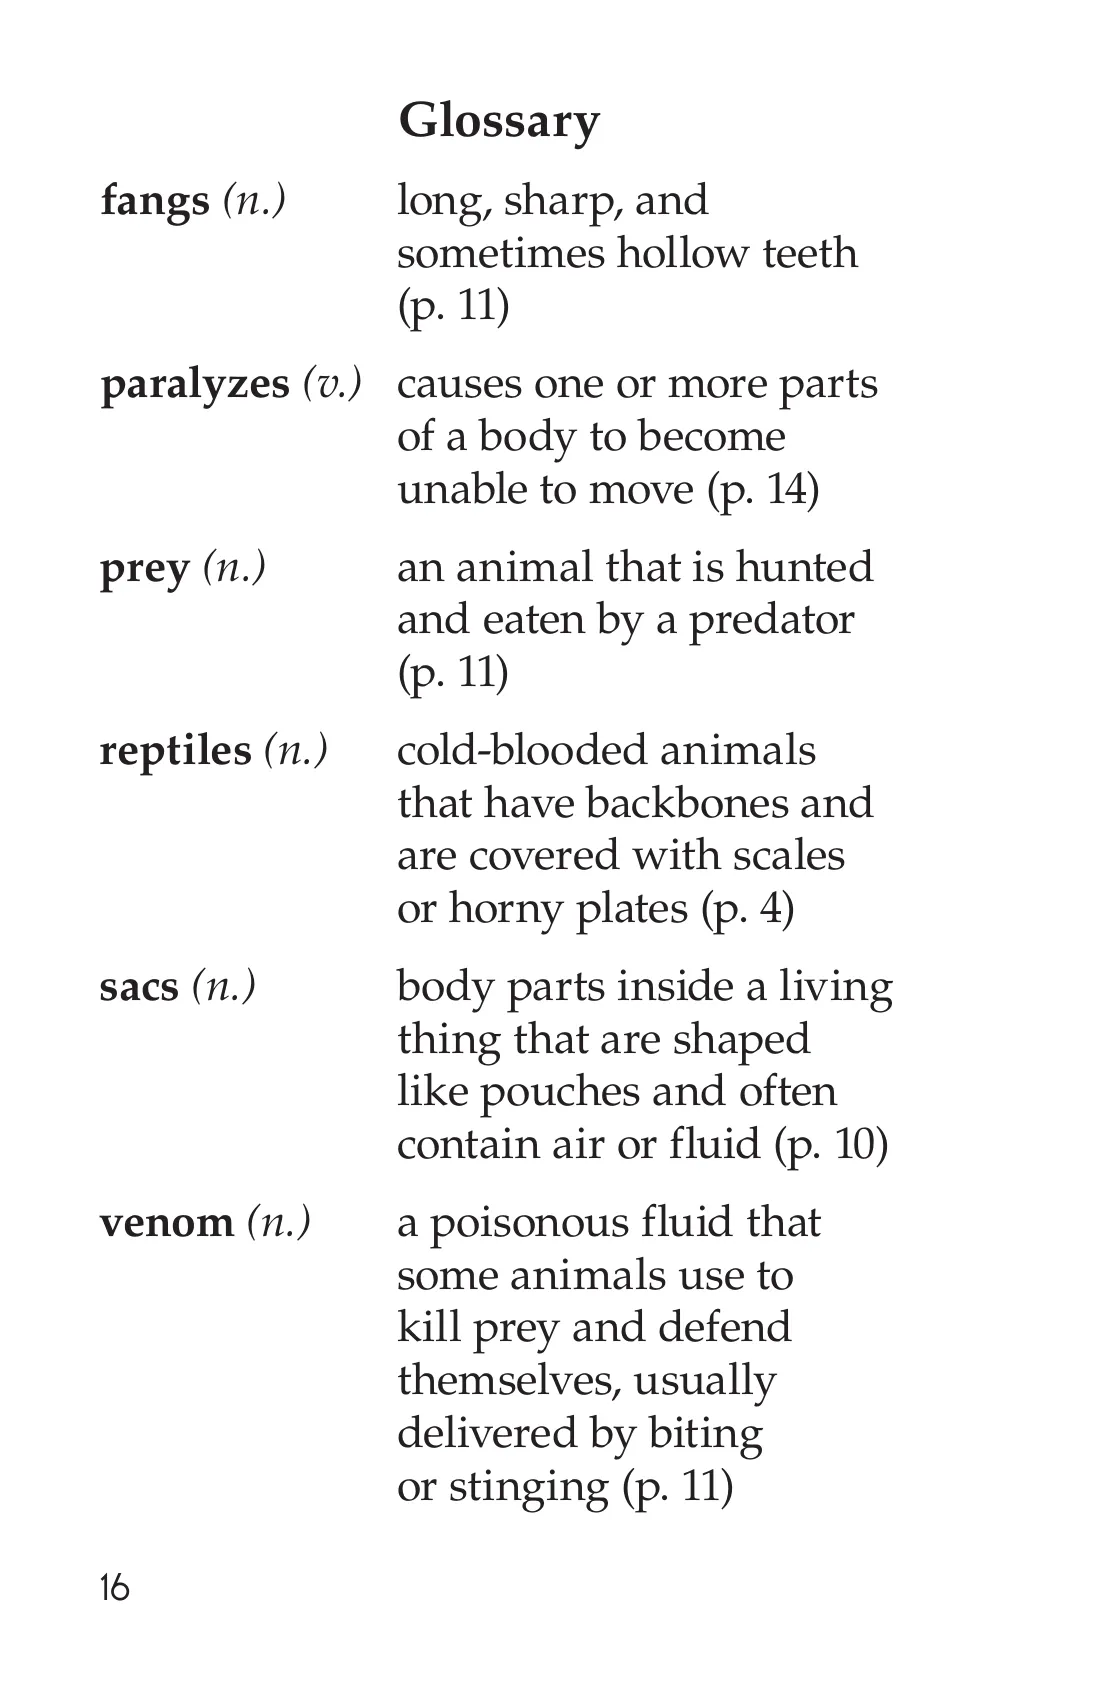 Glossary
fangs (n.) long, sharp, and
sometimes hollow teeth
(p. 11)
paralyzes (v.) causes one or more parts
of a body to become
unable to move (p. 14)
prey (n.) an animal that is hunted
and eaten by a predator
(p. 11)
reptiles (n.) cold-blooded animals
that have backbones and
are covered with scales
or horny plates (p. 4)
sacs (n.) body parts inside a living
thing that are shaped
like pouches and often
contain air or fluid (p. 10)
venom (n.) a poisonous fluid that
some animals use to
kill prey and defend
themselves, usually
delivered by biting
or stinging (p. 11)
16